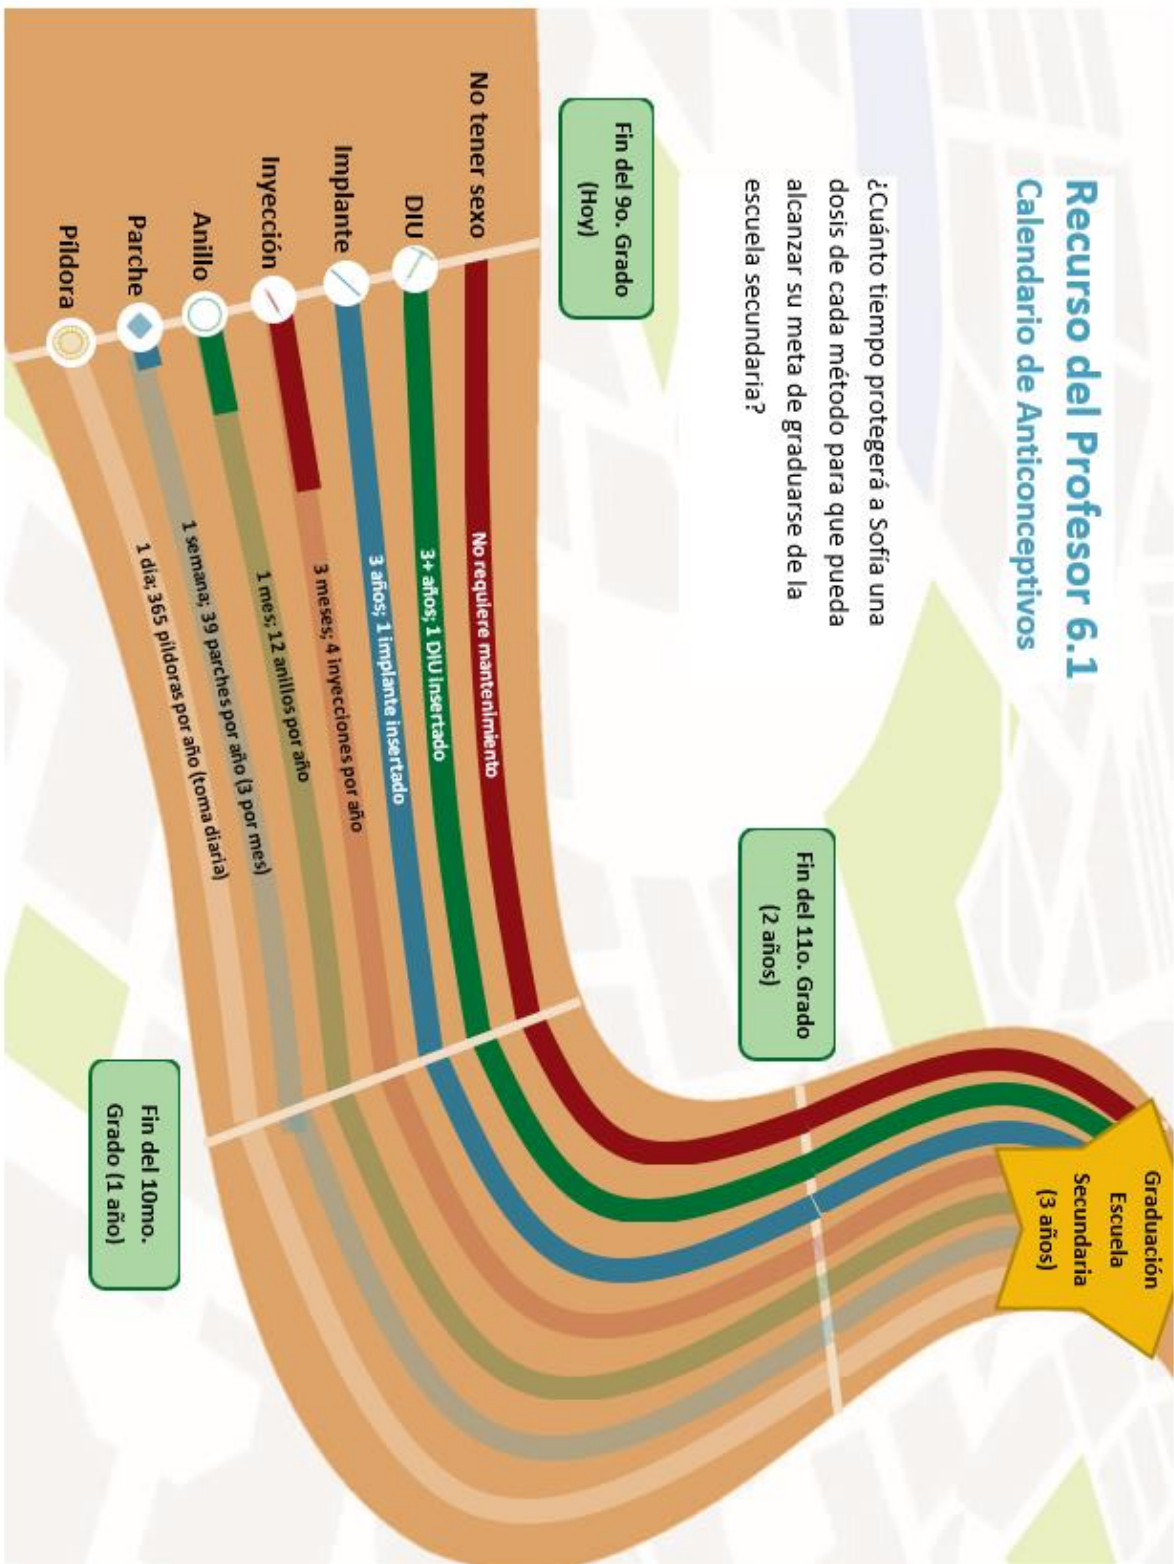 Recurso del Profesor 6.1
Calendario de Anticonceptivos
¿Cuánto tiempo protegerá a Sofía una
dosis de cada método para que pueda
alcanzar su meta de graduarse de la
escuela secundaria?
Fin del 9o. Grado
(Hoy)
Fin del 11o. Grado
(2 años)
Graduación
Escuela
Secundaria
(3 años)
Fin del 10mo.
Grado (1 año)
No tener sexo
No requiere mantenimiento
DIU
3+ años; 1 DIU insertado
Implante
3 años; 1 implante insertado
Inyección
3 meses; 4 inyecciones por año
Anillo
1 mes; 12 anillos por año
Parche
1 semana; 39 parches por año (3 por mes)
Píldora
1 día; 365 píldoras por año (toma diaria)